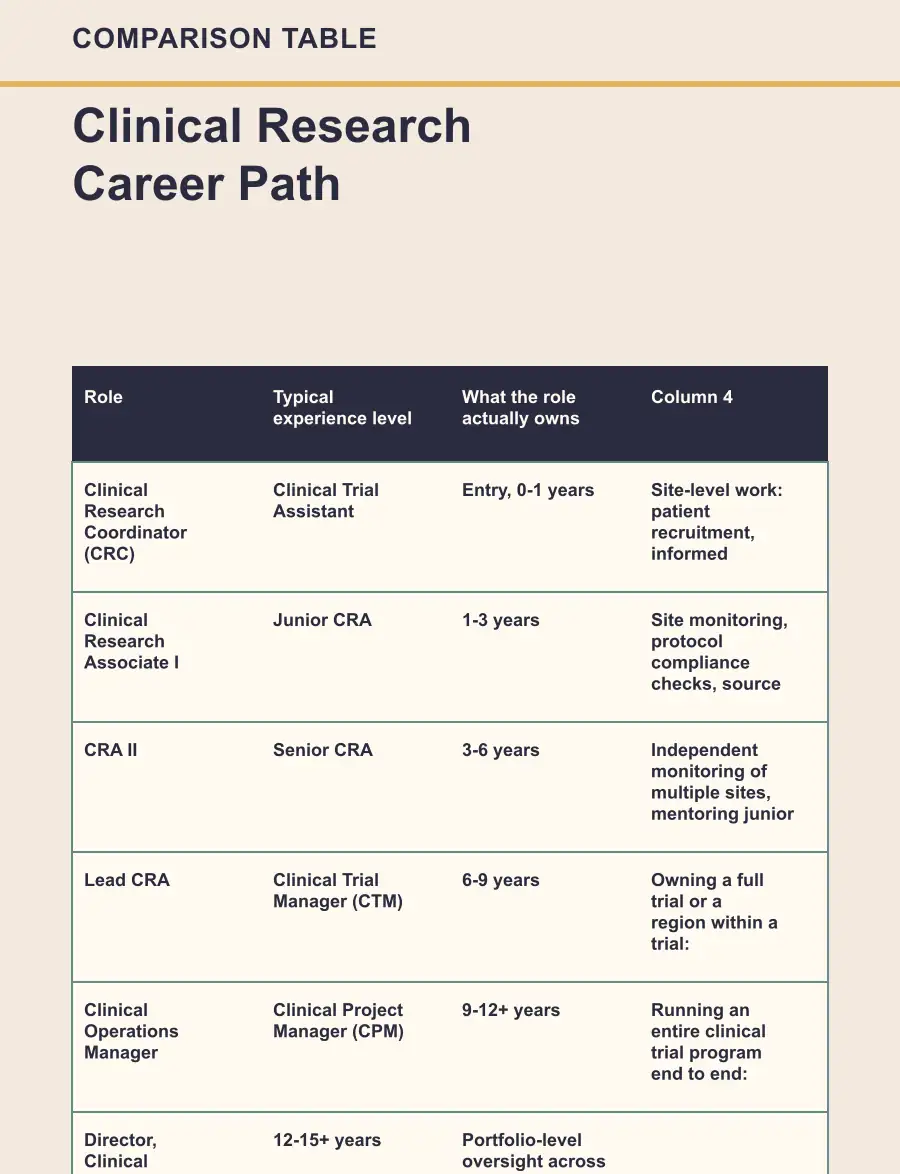 COMPARISON TABLE
Clinical Research
Career Path
Role
Typical
experience level
What the role
actually owns
Column 4
Clinical
Research
Coordinator
(CRC)
Clinical Trial
Assistant
Entry, 0-1 years
Site-level work:
patient
recruitment,
informed
Clinical
Research
Associate I
Junior CRA
1-3 years
Site monitoring,
protocol
compliance
checks, source
CRA II
Senior CRA
3-6 years
Independent
monitoring of
multiple sites,
mentoring junior
Lead CRA
Clinical Trial
Manager (CTM)
6-9 years
Owning a full
trial or a
region within a
trial:
Clinical
Operations
Manager
Clinical Project
Manager (CPM)
9-12+ years
Running an
entire clinical
trial program
end to end:
Director,
Clinical
12-15+ years
Portfolio-level
oversight across